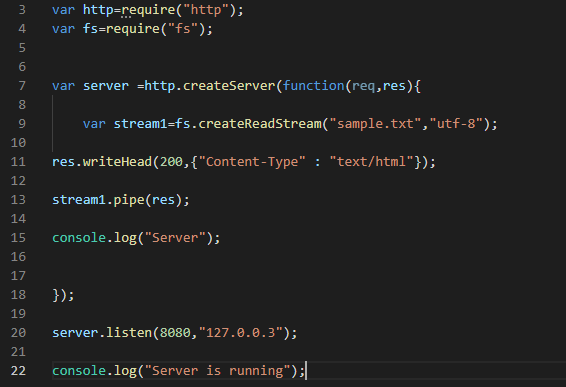 3 var http=require("http");
4 var fs=require("fs");
5
6
7 var server =http.createServer(function(req,res){
8
9 var stream1=fs.createReadStream("sample.txt","utf-8");
10
11 res.writeHead(200,{"Content-Type" : "text/html"});
12
13 stream1.pipe(res);
14
15 console.log("Server");
16
17
18 });
19
20 server.listen(8080,"127.0.0.3");
21
22 console.log("Server is running");